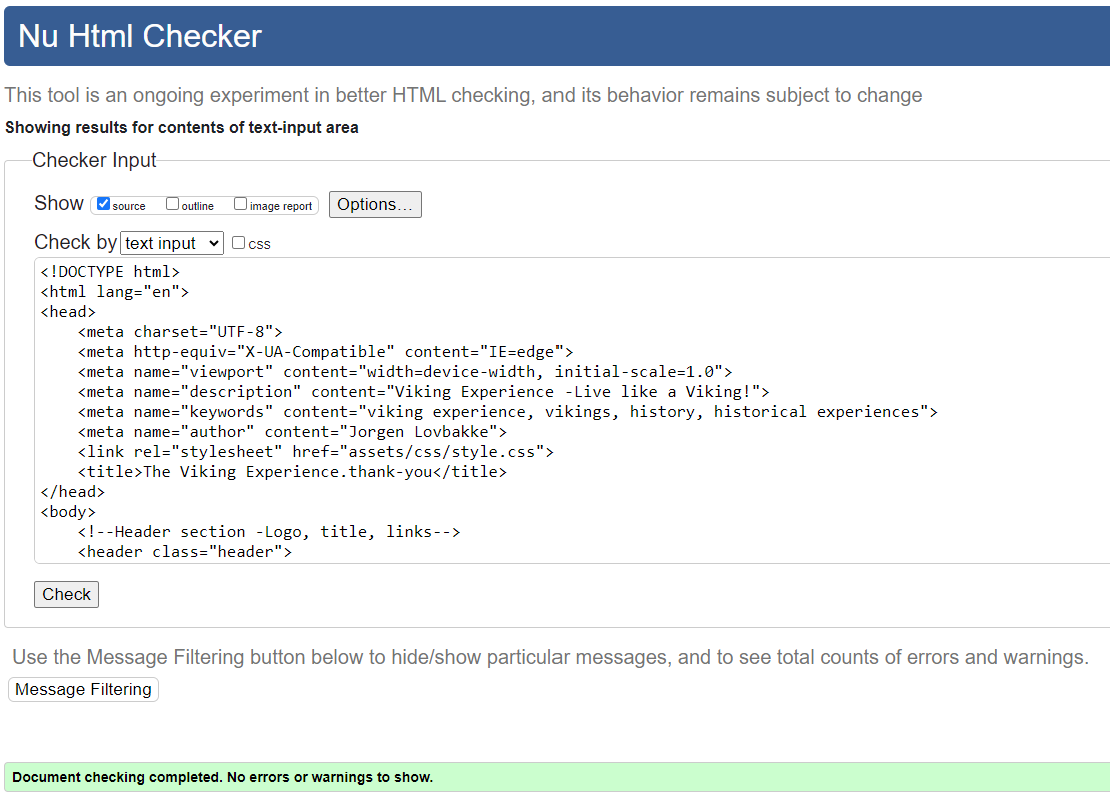 Nu Html Checker
This tool is an ongoing experiment in better HTML checking, and its behavior remains subject to change
Showing results for contents of text-input area
Checker Input
Show source outline image report Options...
Check by text input css
<!DOCTYPE html>
<html lang="en">
<head>
    <meta charset="UTF-8">
    <meta http-equiv="X-UA-Compatible" content="IE=edge">
    <meta name="viewport" content="width=device-width, initial-scale=1.0">
    <meta name="description" content="Viking Experience -Live like a Viking!">
    <meta name="keywords" content="viking experience, vikings, history, historical experiences">
    <meta name="author" content="Jorgen Lovbakke">
    <link rel="stylesheet" href="assets/css/style.css">
    <title>The Viking Experience.thank-you</title>
</head>
<body>
    <!--Header section -Logo, title, links-->
    <header class="header">
Check
Use the Message Filtering button below to hide/show particular messages, and to see total counts of errors and warnings.
Message Filtering
Document checking completed. No errors or warnings to show.